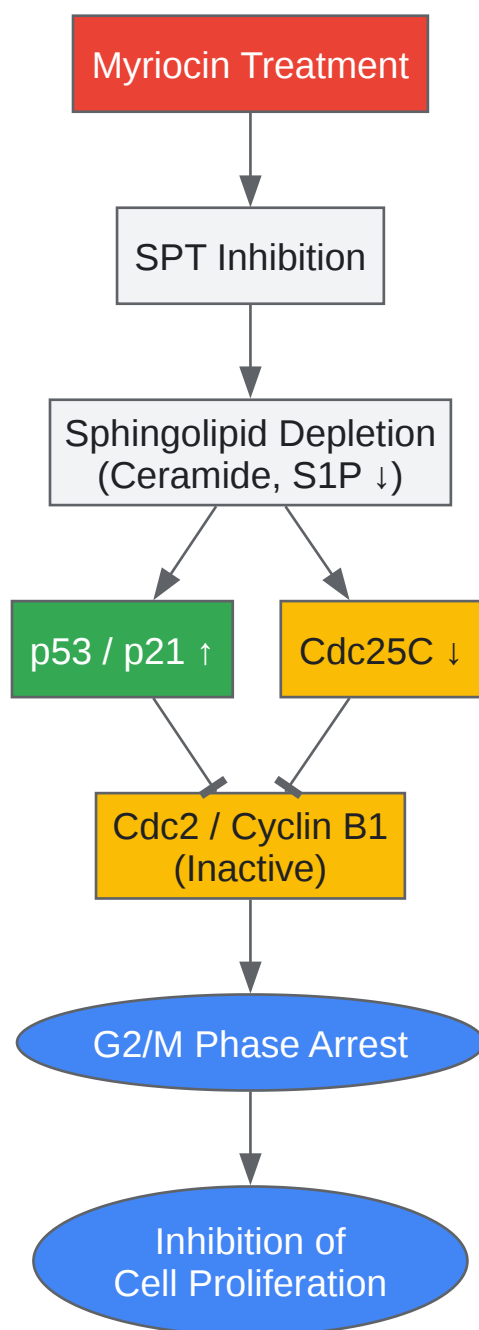 Myriocin Treatment
SPT Inhibition
Sphingolipid Depletion
(Ceramide, S1P ↓)
p53 / p21 ↑
Cdc25C ↓
Cdc2 / Cyclin B1
(Inactive)
G2/M Phase Arrest
Inhibition of
Cell Proliferation